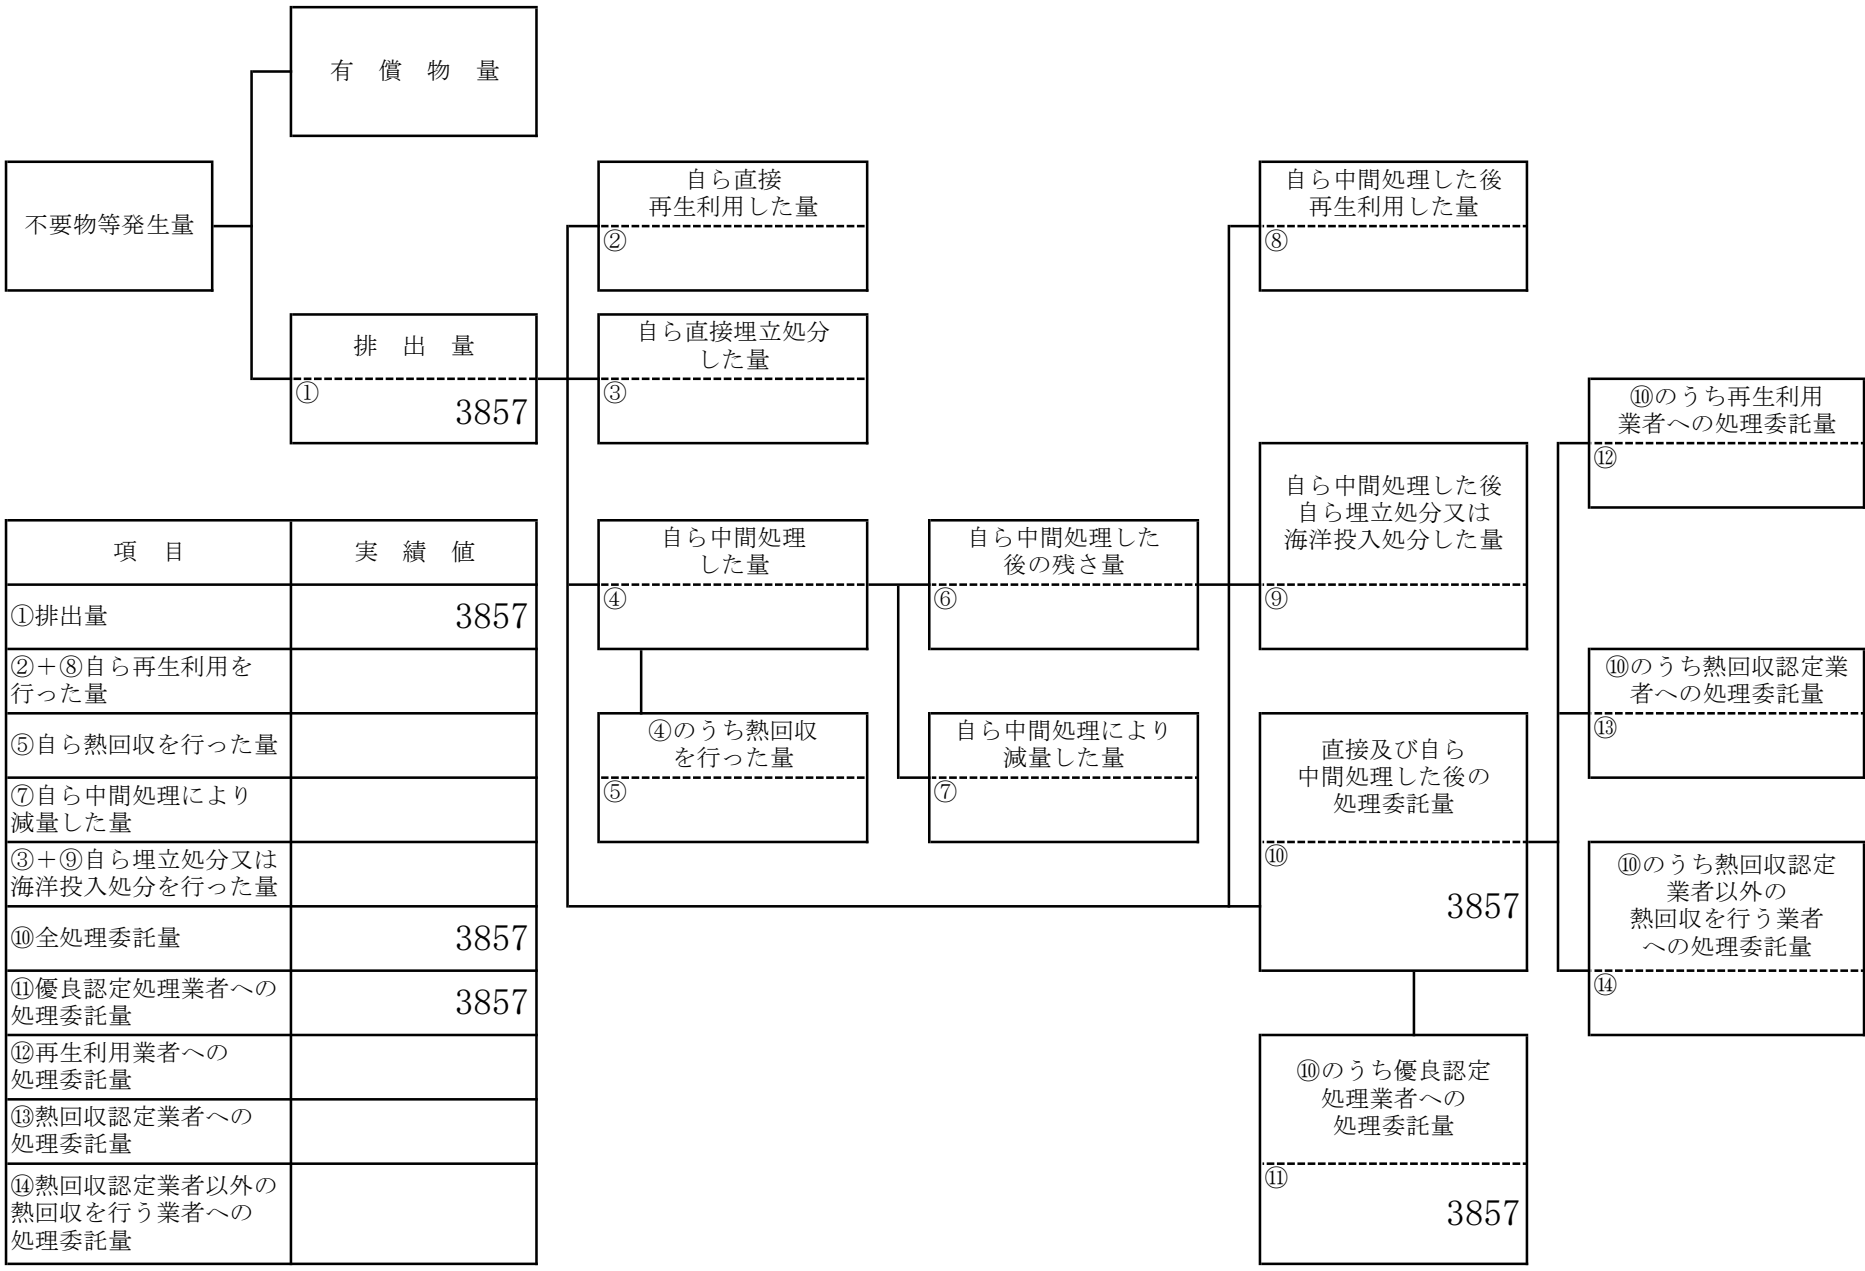 有　償　物　量
不要物等発生量
排　出　量
①
3857
自ら直接
再生利用した量
②
自ら直接埋立処分
した量
③
自ら中間処理
した量
④
④のうち熱回収
を行った量
⑤
自ら中間処理した
後の残さ量
⑥
自ら中間処理により
減量した量
⑦
自ら中間処理した後
再生利用した量
⑧
自ら中間処理した後
自ら埋立処分又は
海洋投入処分した量
⑨
直接及び自ら
中間処理した後の
処理委託量
⑩
3857
⑩のうち優良認定
処理業者への
処理委託量
⑪
3857
⑩のうち再生利用
業者への処理委託量
⑫
⑩のうち熱回収認定業
者への処理委託量
⑬
⑩のうち熱回収認定
業者以外の
熱回収を行う業者
への処理委託量
⑭
項　目　実　績　値
①排出量　3857
②＋⑧自ら再生利用を
行った量
⑤自ら熱回収を行った量
⑦自ら中間処理により
減量した量
③＋⑨自ら埋立処分又は
海洋投入処分を行った量
⑩全処理委託量　3857
⑪優良認定処理業者への
処理委託量　3857
⑫再生利用業者への
処理委託量
⑬熱回収認定業者への
処理委託量
⑭熱回収認定業者以外の
熱回収を行う業者への
処理委託量